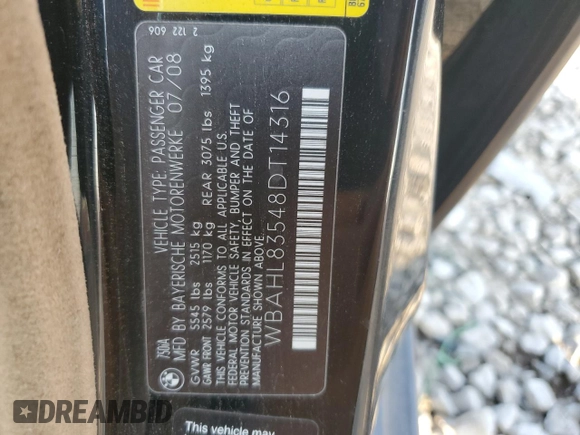 750iA
VEHICLE TYPE: PASSENGER CAR
MFD BY BAYERISCHE MOTORENWERKE 07/08
GVWR 5545 lbs 2515 kg
GAWR FRONT 2579 lbs 1170 kg REAR 3075 lbs 1395 kg
THIS VEHICLE CONFORMS TO ALL APPLICABLE U.S.
FEDERAL MOTOR VEHICLE SAFETY, BUMPER AND THEFT
PREVENTION STANDARDS IN EFFECT ON THE DATE OF
MANUFACTURE SHOWN ABOVE.
WBAHL83548DT14316
2 122 606
This vehicle may
DREAMBID